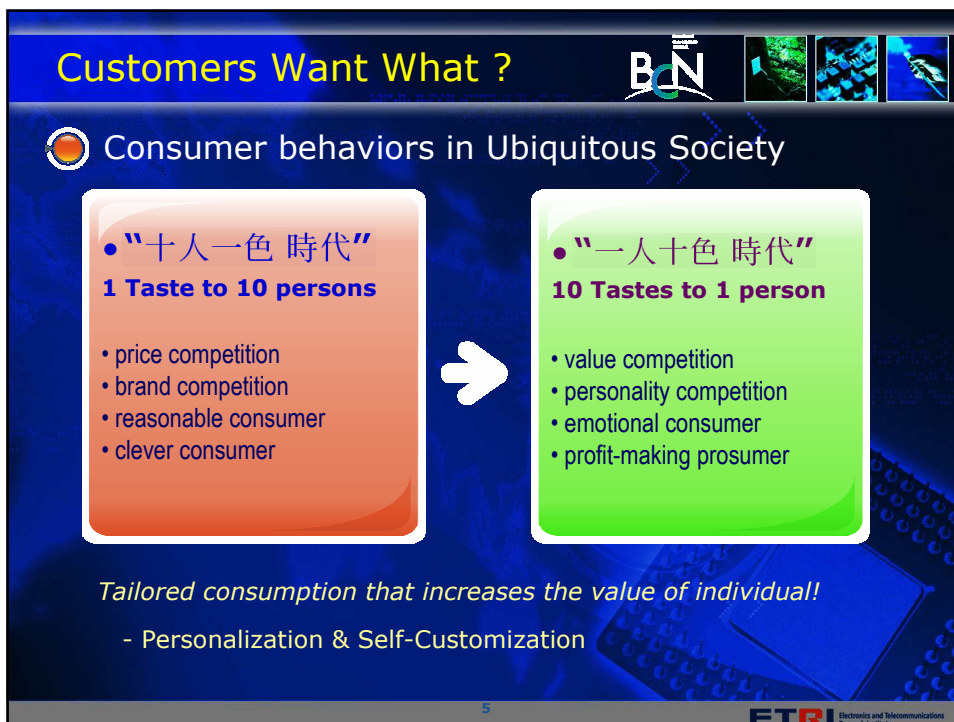 Customers Want What ?
BcN
Consumer behaviors in Ubiquitous Society
• “十人一色 時代”
1 Taste to 10 persons
• price competition
• brand competition
• reasonable consumer
• clever consumer
• “一人十色 時代”
10 Tastes to 1 person
• value competition
• personality competition
• emotional consumer
• profit-making prosumer
Tailored consumption that increases the value of individual!
- Personalization & Self-Customization
5
ETRI Electronics and Telecommunications